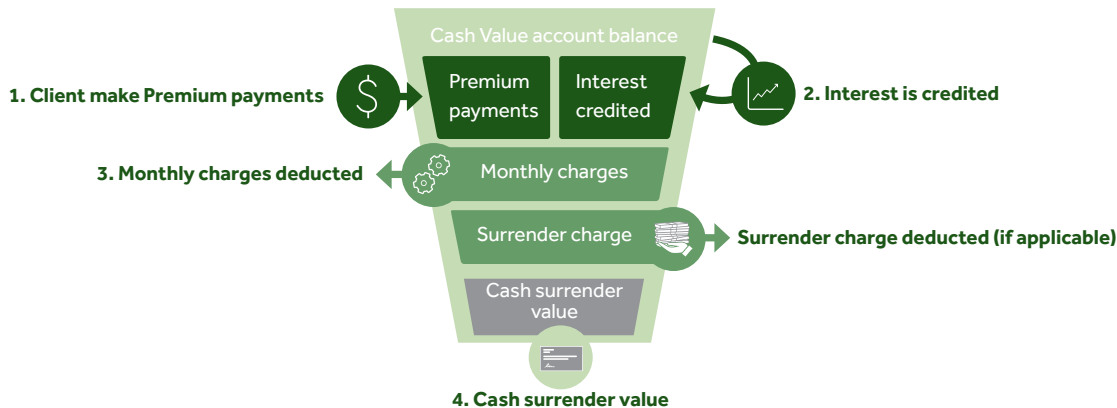 Cash Value account balance
1. Client make Premium payments
$
Premium
payments
Interest
credited
2. Interest is credited
3. Monthly charges deducted
Monthly charges
Surrender charge
Surrender charge deducted (if applicable)
Cash surrender
value
4. Cash surrender value